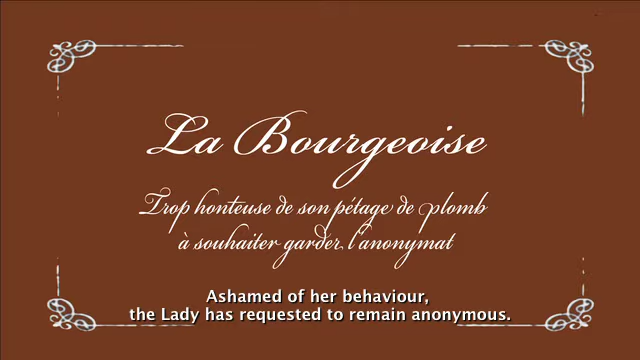 La Bourgeoise
Trop honteuse de son pétage de plomb
à souhaiter garder l'anonymat
Ashamed of her behaviour,
the Lady has requested to remain anonymous.